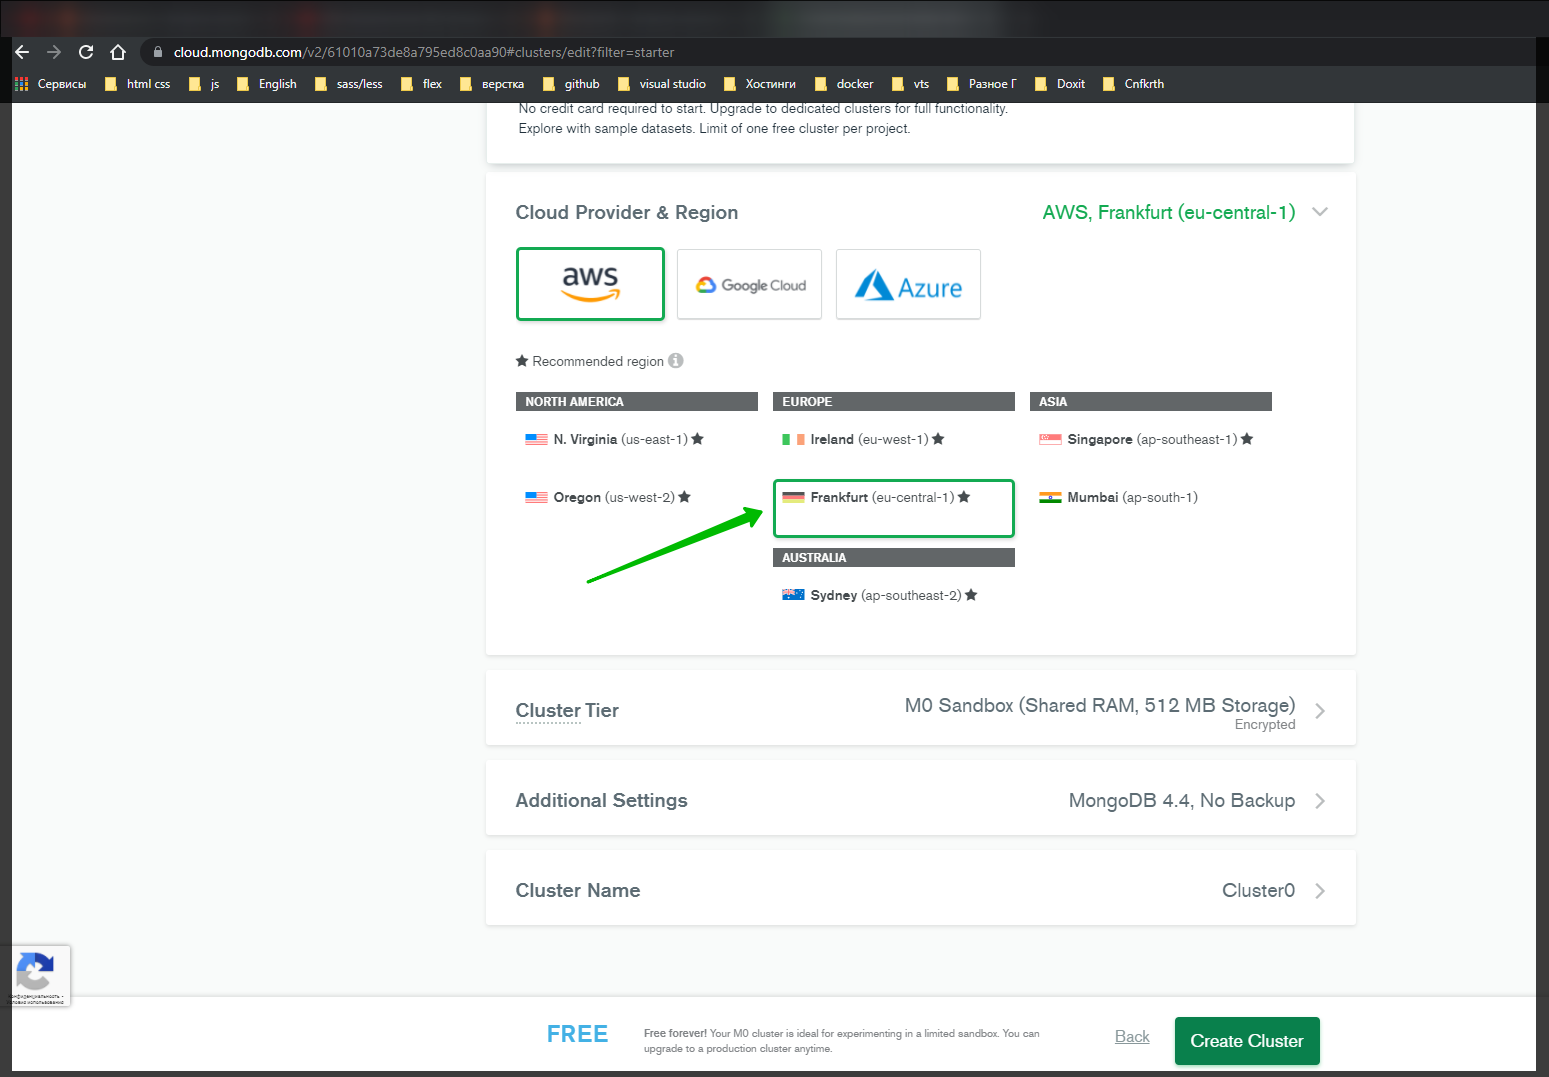 cloud.mongodb.com/v2/61010a73de8a795ed8c0aa90#clusters/edit?filter=starter
Сервисы html css js English sass/less flex верстка github visual studio Хостинги docker vts Разное Г Doxit Cnfkrth
No credit card required to start. Upgrade to dedicated clusters for full functionality.
Explore with sample datasets. Limit of one free cluster per project.
Cloud Provider & Region AWS, Frankfurt (eu-central-1)
aws Google Cloud Azure
Recommended region
NORTH AMERICA EUROPE ASIA
N. Virginia (us-east-1) Ireland (eu-west-1) Singapore (ap-southeast-1)
Oregon (us-west-2) Frankfurt (eu-central-1) Mumbai (ap-south-1)
AUSTRALIA
Sydney (ap-southeast-2)
Cluster Tier M0 Sandbox (Shared RAM, 512 MB Storage)
Encrypted
Additional Settings MongoDB 4.4, No Backup
Cluster Name Cluster0
Конфиденциальность -
Условия использования
FREE Free forever! Your M0 cluster is ideal for experimenting in a limited sandbox. You can
upgrade to a production cluster anytime.
Back Create Cluster